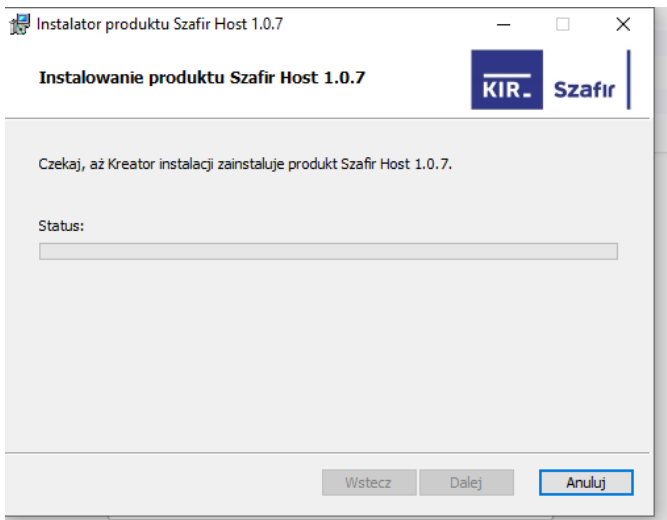 Instalator produktu Szafir Host 1.0.7
Instalowanie produktu Szafir Host 1.0.7
KIR Szafir
Czekaj, aż Kreator instalacji zainstaluje produkt Szafir Host 1.0.7.
Status:
Wstecz Dalej Anuluj